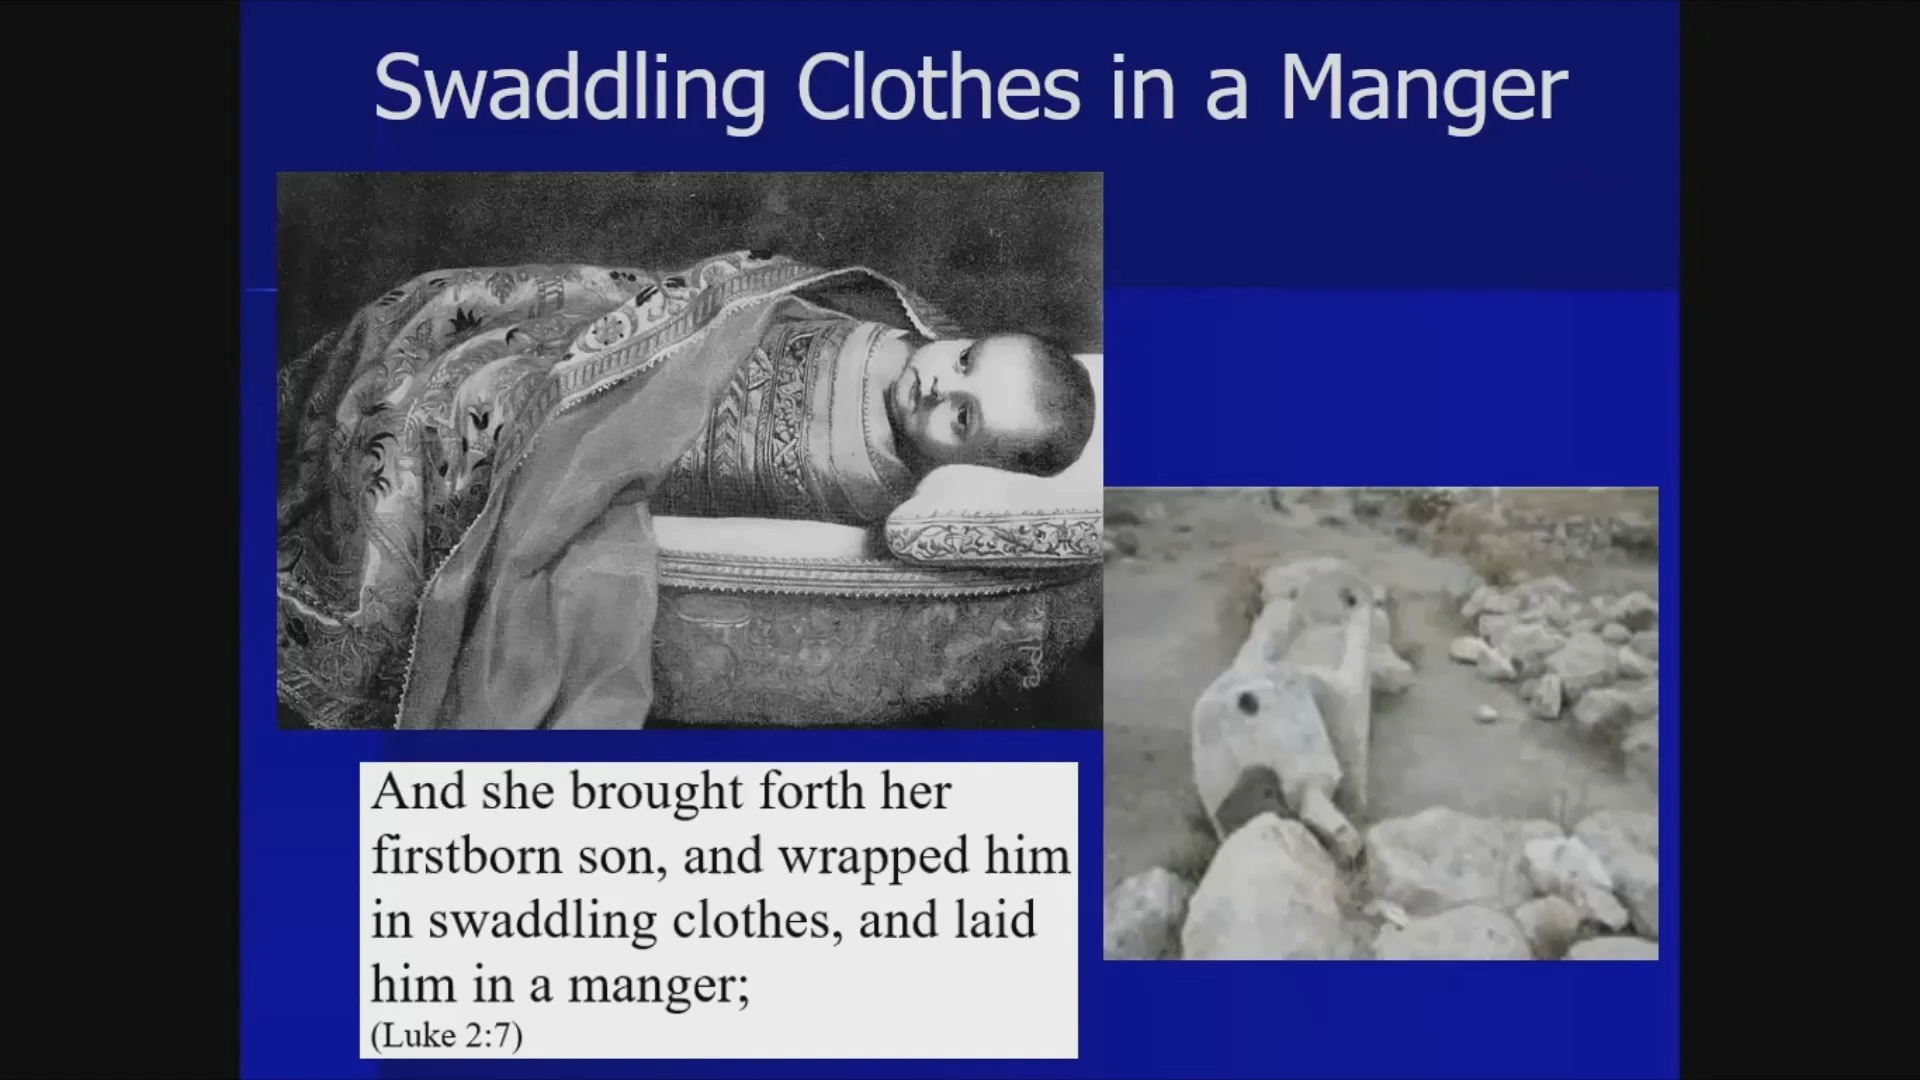 Swaddling Clothes in a Manger
And she brought forth her
firstborn son, and wrapped him
in swaddling clothes, and laid
him in a manger;
(Luke 2:7)